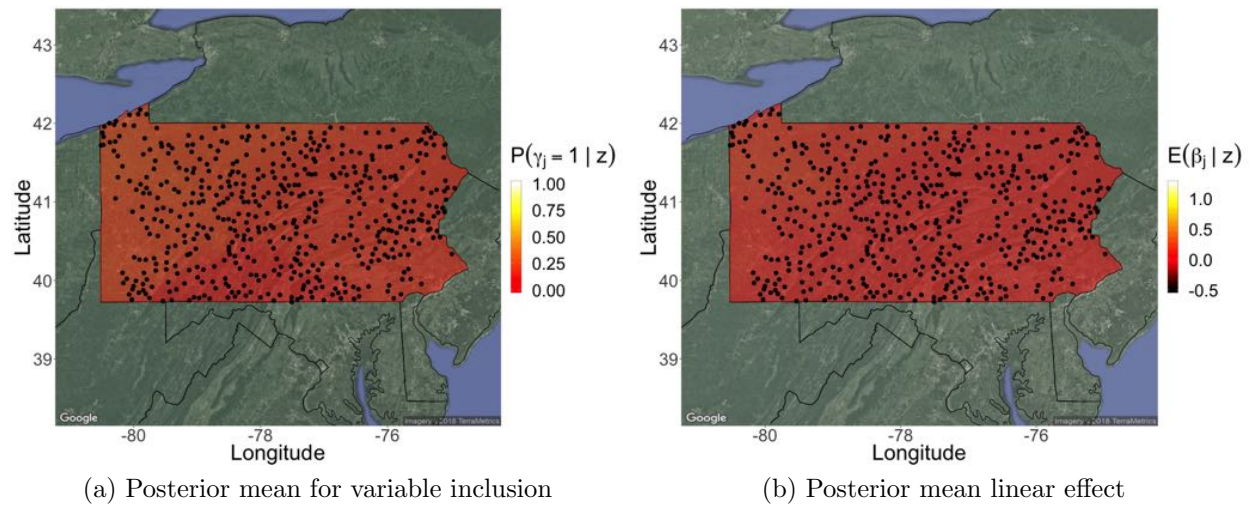 43
42
41
40
39
Latitude
-80
-78
-76
Longitude
P(γj = 1 | z)
1.00
0.75
0.50
0.25
0.00
Google
Imagery ©2018 TerraMetrics
(a) Posterior mean for variable inclusion
43
42
41
40
39
Latitude
-80
-78
-76
Longitude
E(βj | z)
1.0
0.5
0.0
-0.5
Google
Imagery ©2018 TerraMetrics
(b) Posterior mean linear effect